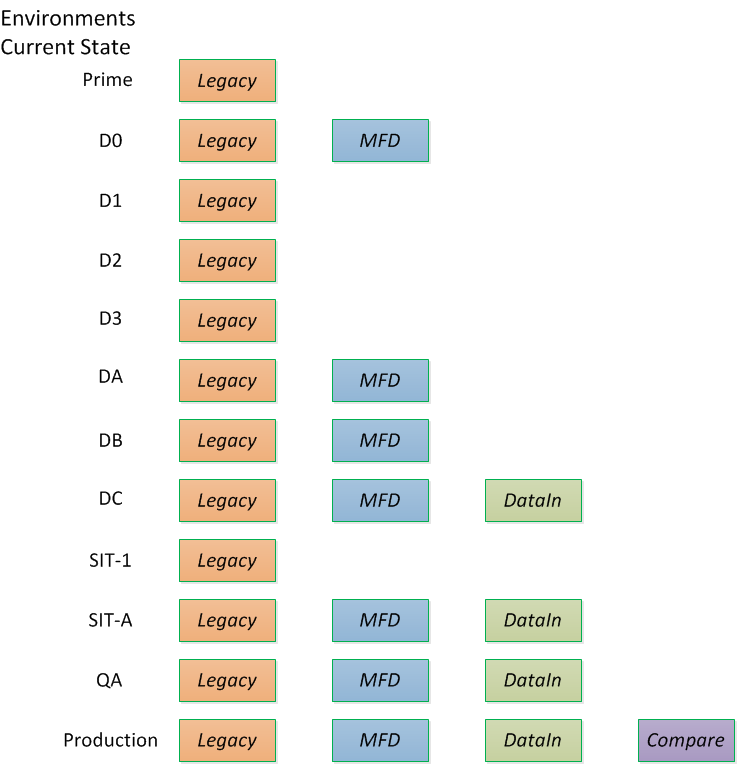 Environments
Current State
Prime Legacy
D0 Legacy MFD
D1 Legacy
D2 Legacy
D3 Legacy
DA Legacy MFD
DB Legacy MFD
DC Legacy MFD DataIn
SIT-1 Legacy
SIT-A Legacy MFD DataIn
QA Legacy MFD DataIn
Production Legacy MFD DataIn Compare